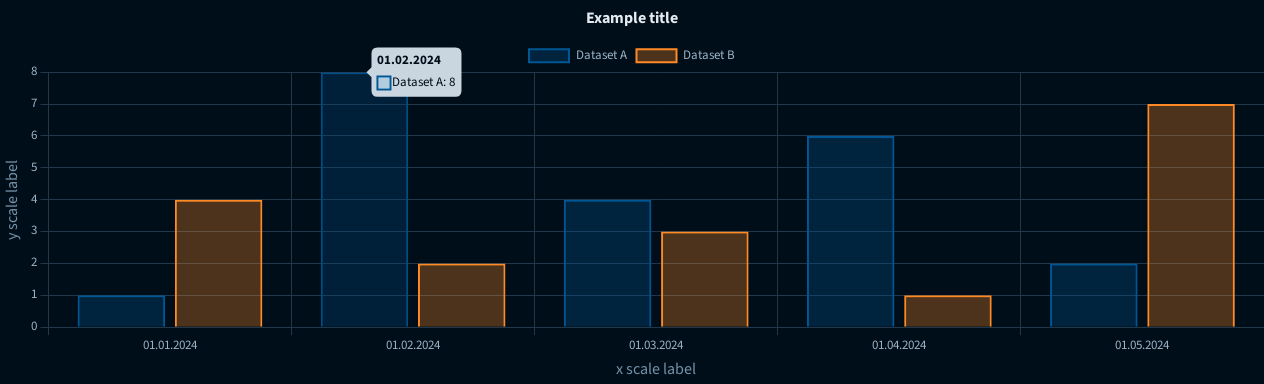 Example title
Dataset A
Dataset B
01.02.2024
Dataset A: 8
y scale label
8
7
6
5
4
3
2
1
0
01.01.2024
01.02.2024
01.03.2024
01.04.2024
01.05.2024
x scale label